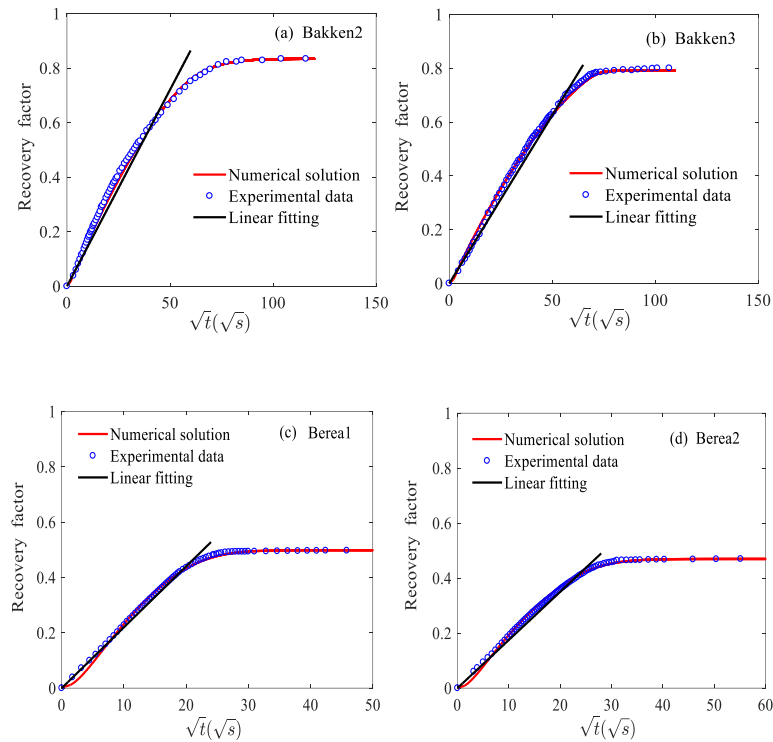 (a) Bakken2
Recovery factor
1
0.8
0.6
0.4
0.2
0
Numerical solution
Experimental data
Linear fitting
0 50 100 150
√t(√s)
(b) Bakken3
Recovery factor
1
0.8
0.6
0.4
0.2
0
Numerical solution
Experimental data
Linear fitting
0 50 100 150
√t(√s)
(c) Berea1
Recovery factor
1
0.8
0.6
0.4
0.2
0
Numerical solution
Experimental data
Linear fitting
0 10 20 30 40 50
√t(√s)
(d) Berea2
Recovery factor
1
0.8
0.6
0.4
0.2
0
Numerical solution
Experimental data
Linear fitting
0 10 20 30 40 50 60
√t(√s)